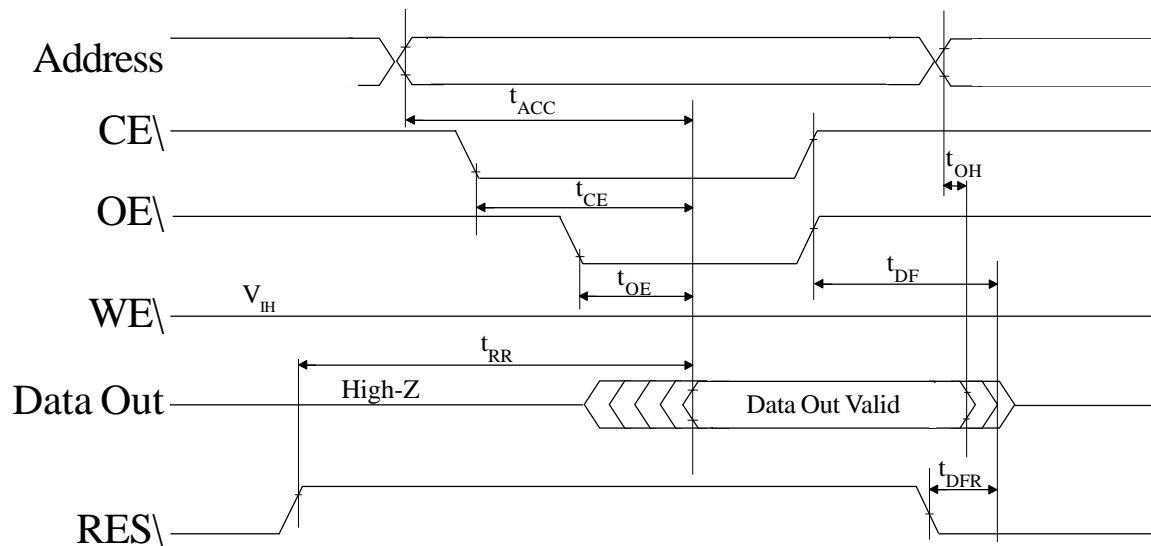 Address
t_ACC
CE\
t_OH
t_CE
OE\
t_DF
t_OE
V_IH
WE\
t_RR
High-Z
Data Out
Data Out Valid
t_DFR
RES\